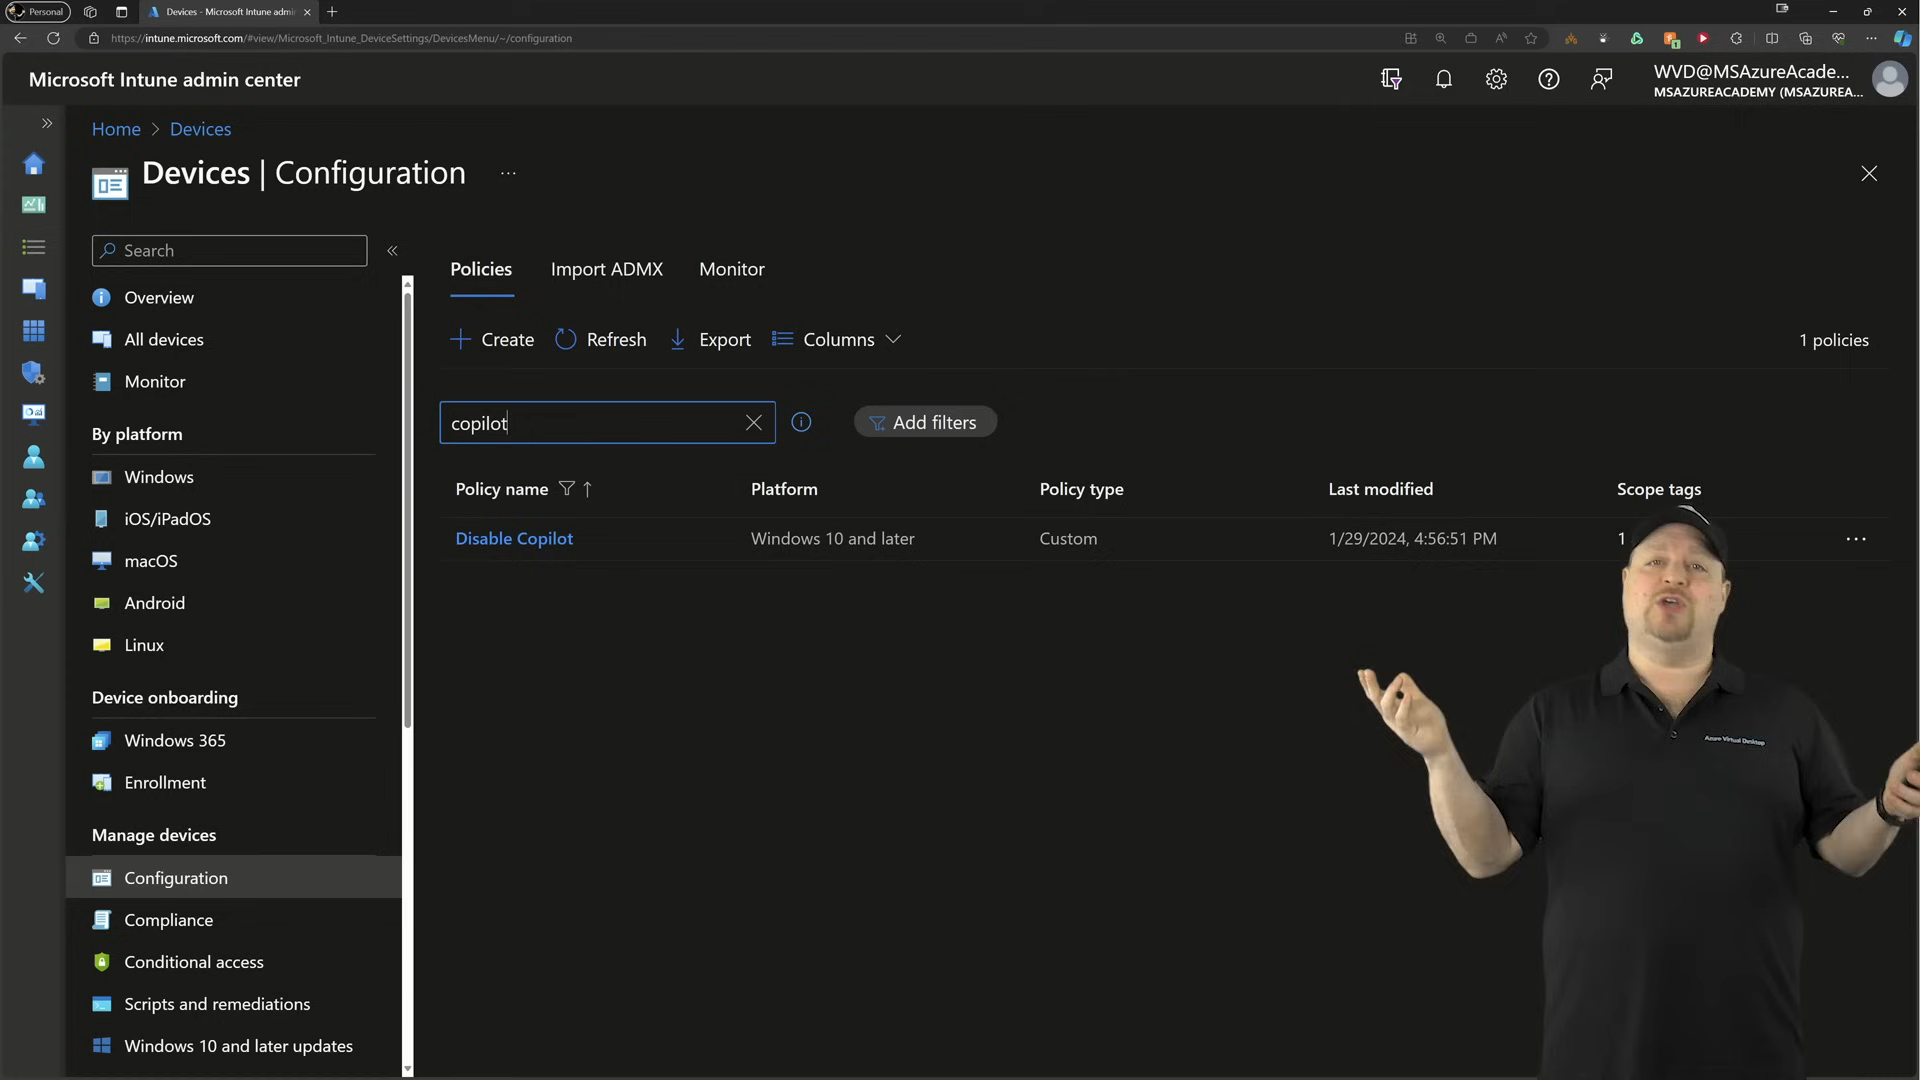 Personal
Devices - Microsoft Intune admin
https://intune.microsoft.com/#view/Microsoft_Intune_DeviceSettings/DevicesMenu/~/configuration
1
Microsoft Intune admin center
WVD@MSAzureAcade...
MSAZUREACADEMY (MSAZUREA...
Home > Devices
Devices | Configuration
...
Search
Policies
Import ADMX
Monitor
Overview
All devices
Monitor
By platform
Windows
iOS/iPadOS
macOS
Android
Linux
Device onboarding
Windows 365
Enrollment
Manage devices
Configuration
Compliance
Conditional access
Scripts and remediations
Windows 10 and later updates
Create
Refresh
Export
Columns
1 policies
copilot
Add filters
Policy name
Platform
Policy type
Last modified
Scope tags
Disable Copilot
Windows 10 and later
Custom
1/29/2024, 4:56:51 PM
1
...
Azure Virtual Desktop